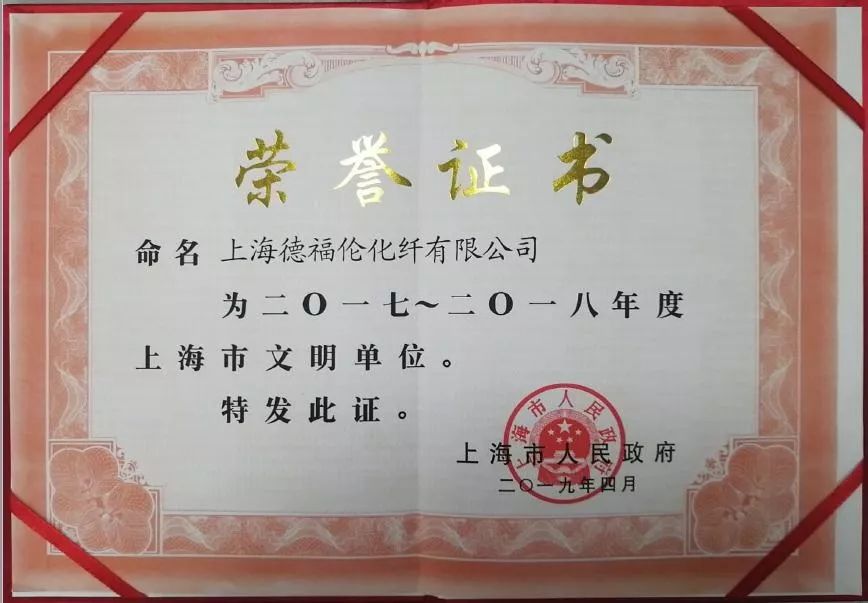 荣誉证书
命名 上海德福伦化纤有限公司
为二〇一七～二〇一八年度
上海市文明单位。
特发此证。
上海市人民政府
上海市人民政府
二〇一九年四月